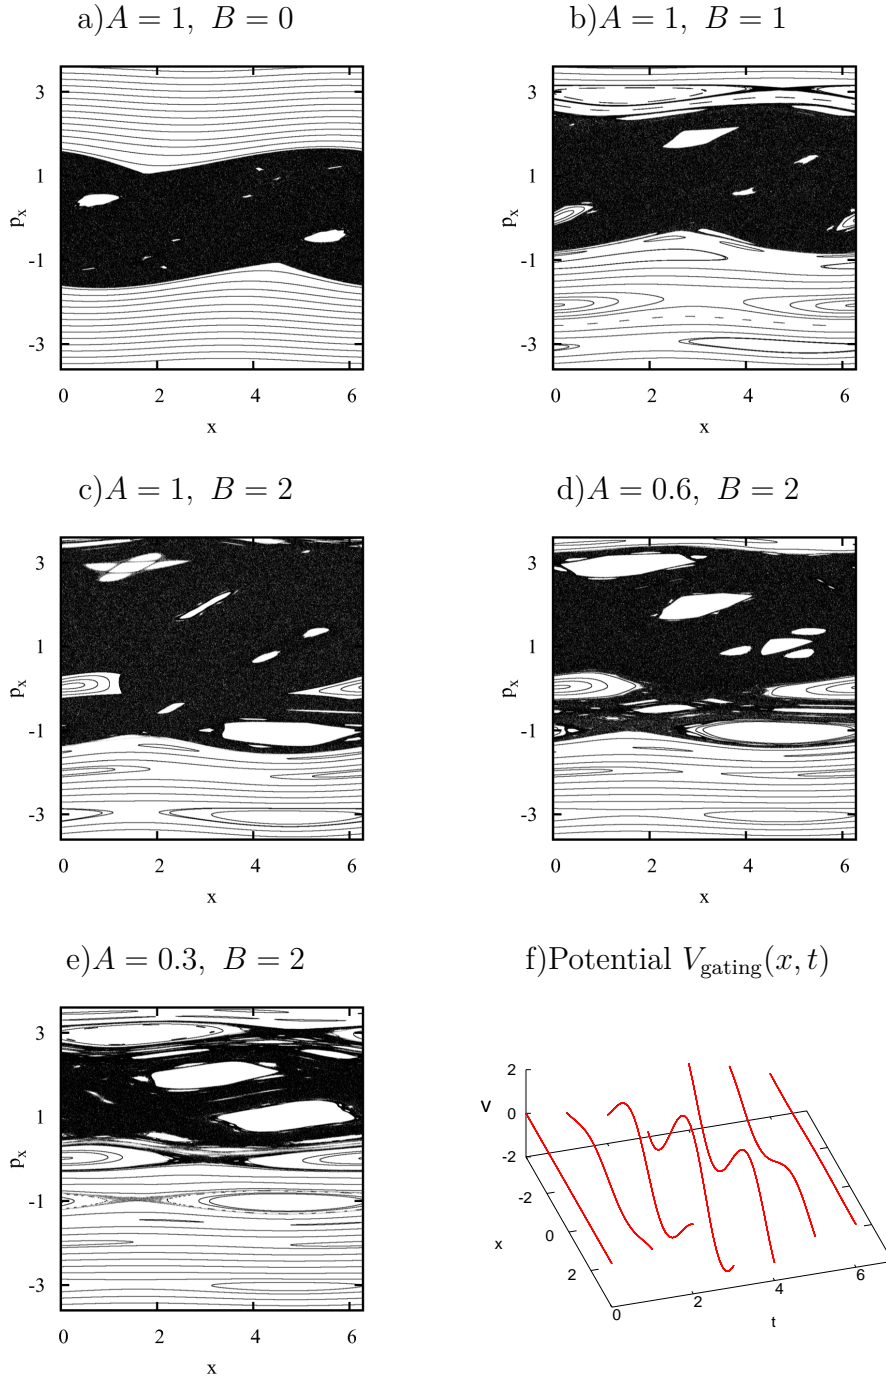 a)A = 1, B = 0
b)A = 1, B = 1
3
1
-1
-3
p_x
0
2
4
6
x
3
1
-1
-3
p_x
0
2
4
6
x
c)A = 1, B = 2
d)A = 0.6, B = 2
3
1
-1
-3
p_x
0
2
4
6
x
3
1
-1
-3
p_x
0
2
4
6
x
e)A = 0.3, B = 2
f)Potential V_gating(x, t)
3
1
-1
-3
p_x
0
2
4
6
x
2
0
-2
V
-2
0
2
x
0
2
4
6
t